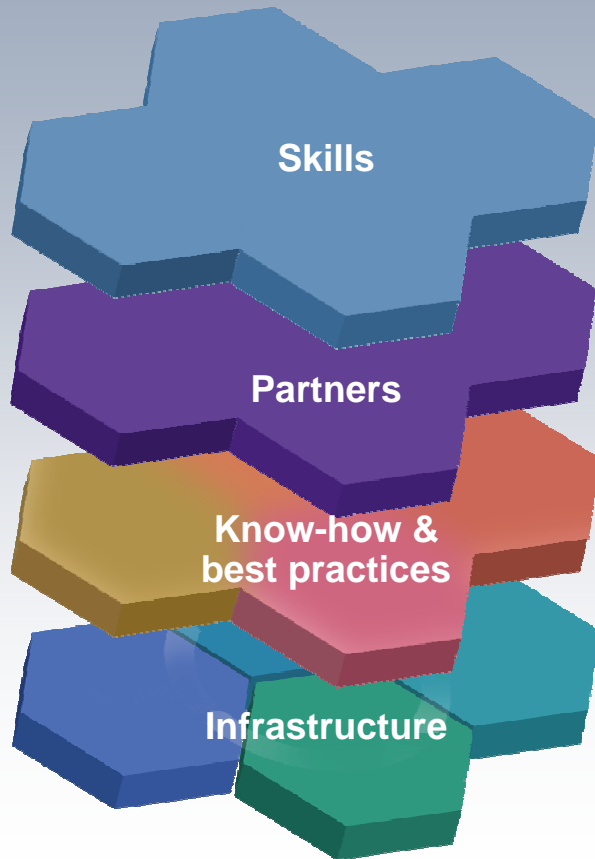 Skills
Partners
Know-how &
best practices
Infrastructure